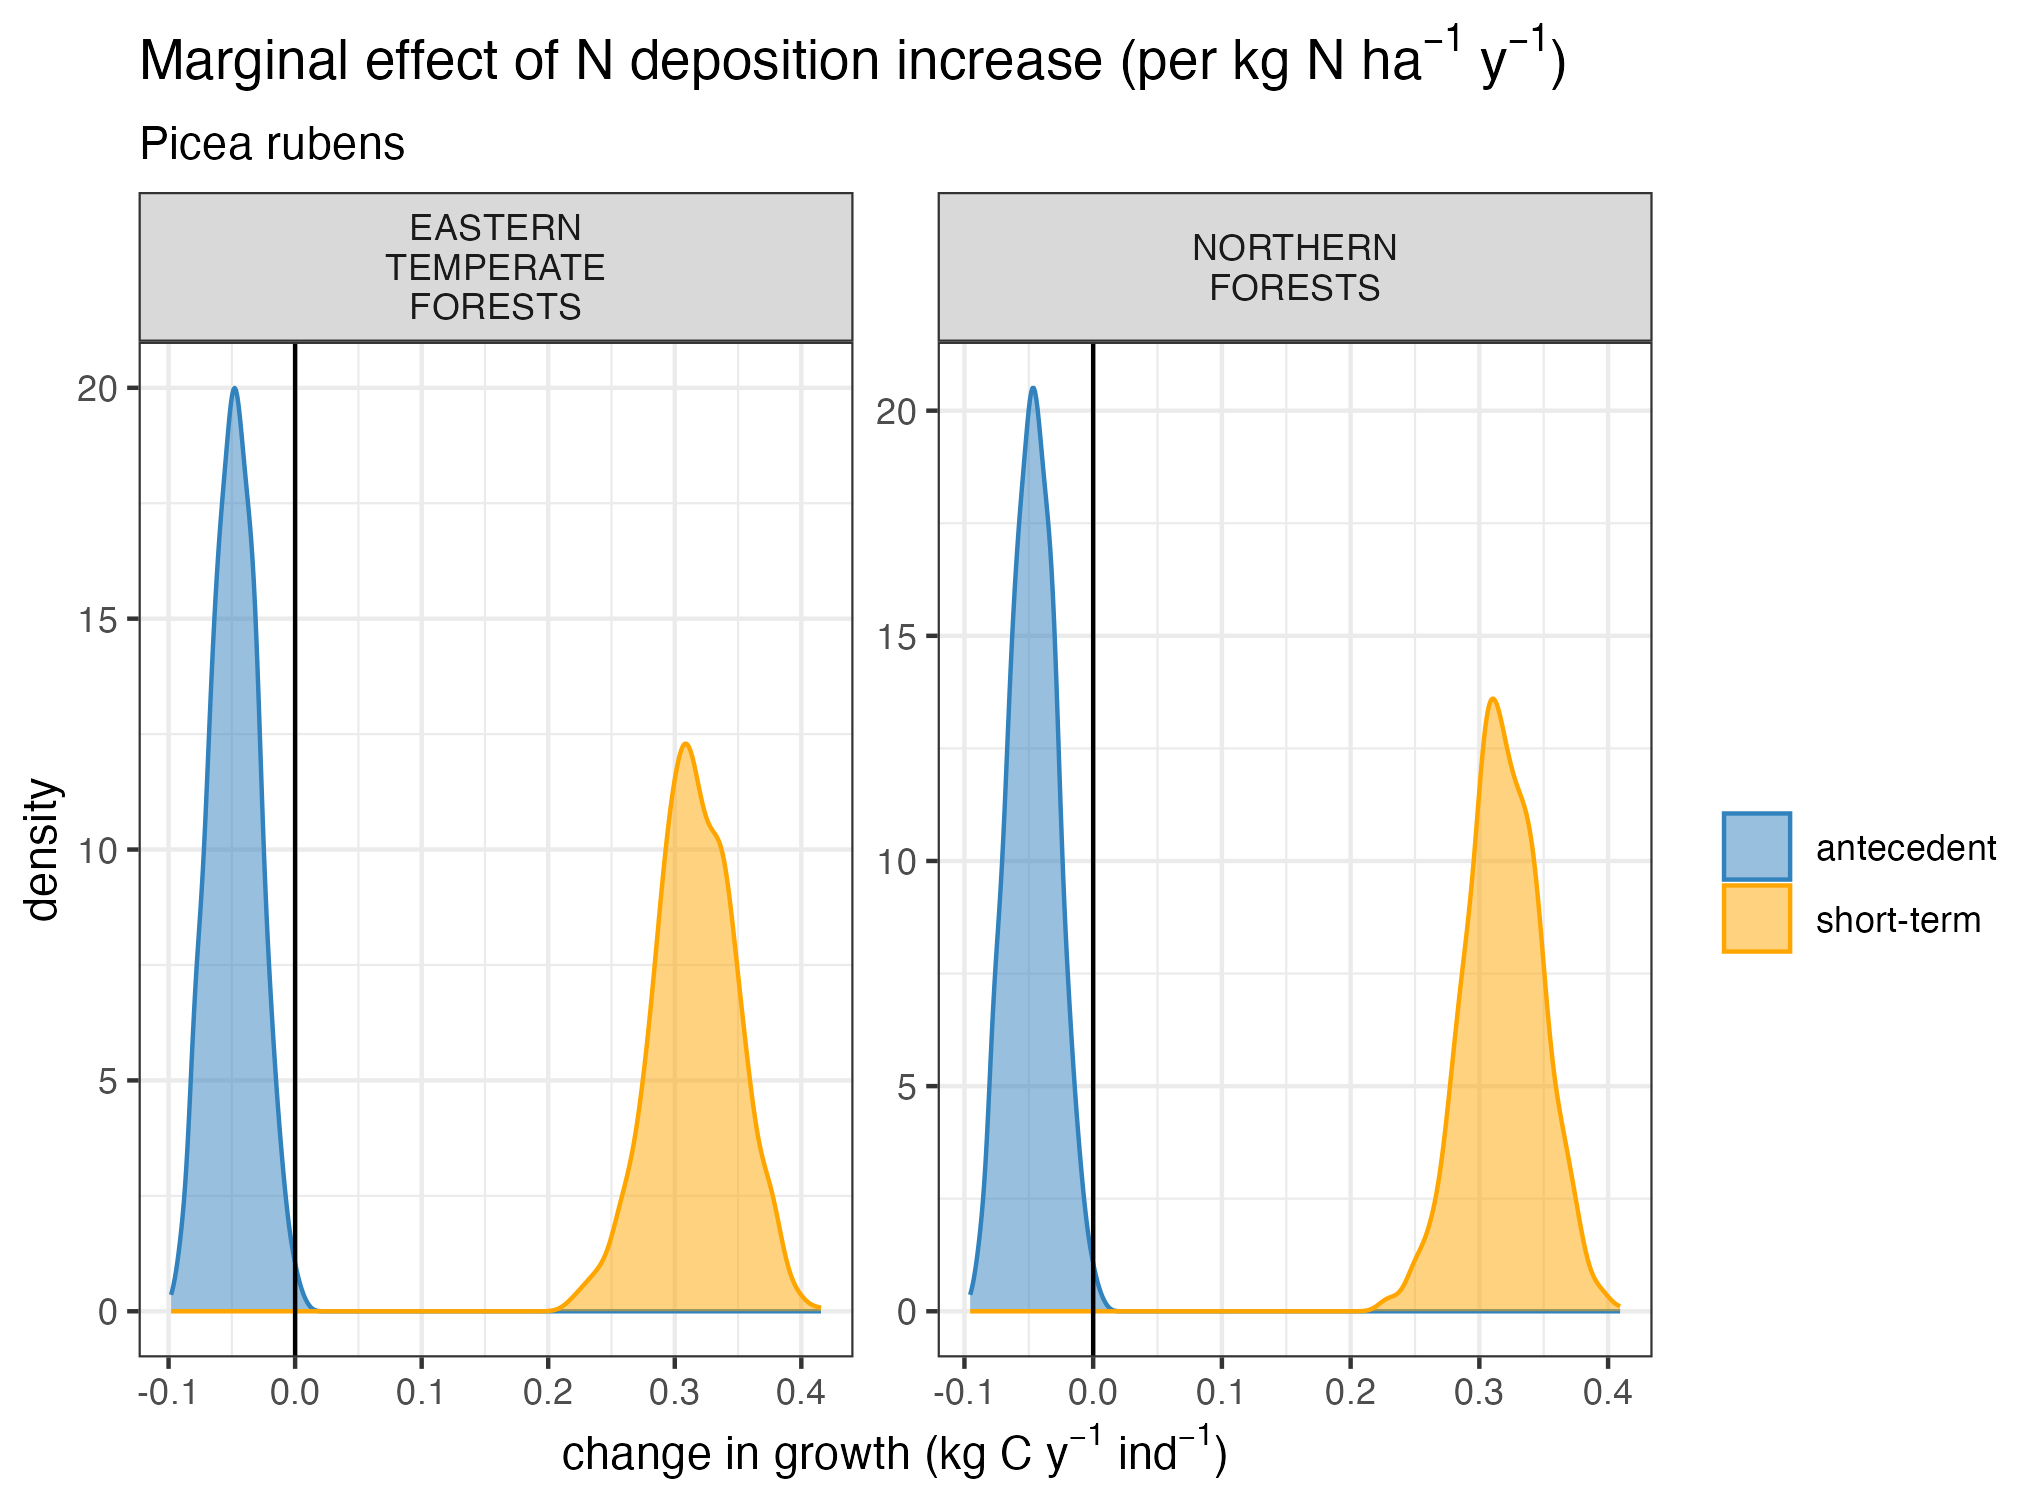 Marginal effect of N deposition increase (per kg N ha⁻¹ y⁻¹)
Picea rubens
EASTERN
TEMPERATE
FORESTS
NORTHERN
FORESTS
density
20
15
10
5
0
-0.1 0.0 0.1 0.2 0.3 0.4
20
15
10
5
0
-0.1 0.0 0.1 0.2 0.3 0.4
change in growth (kg C y⁻¹ ind⁻¹)
antecedent
short-term